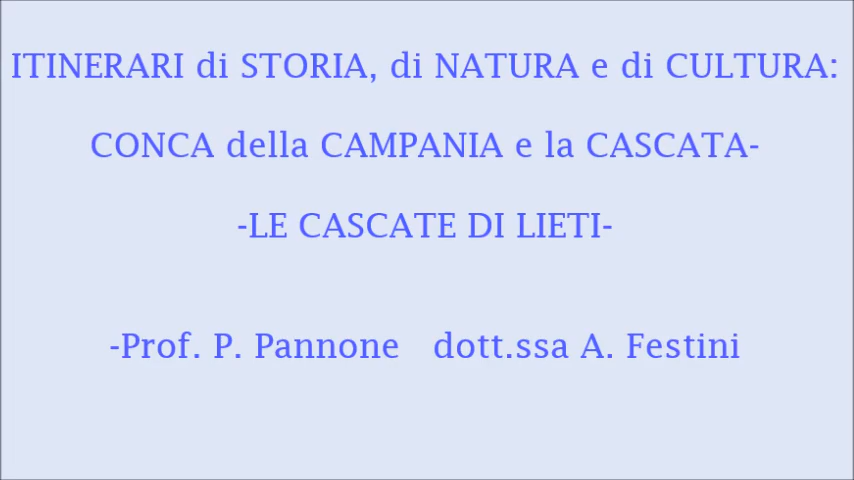 ITINERARI di STORIA, di NATURA e di CULTURA:
CONCA della CAMPANIA e la CASCATA-
-LE CASCATE DI LIETI-
-Prof. P. Pannone dott.ssa A. Festini